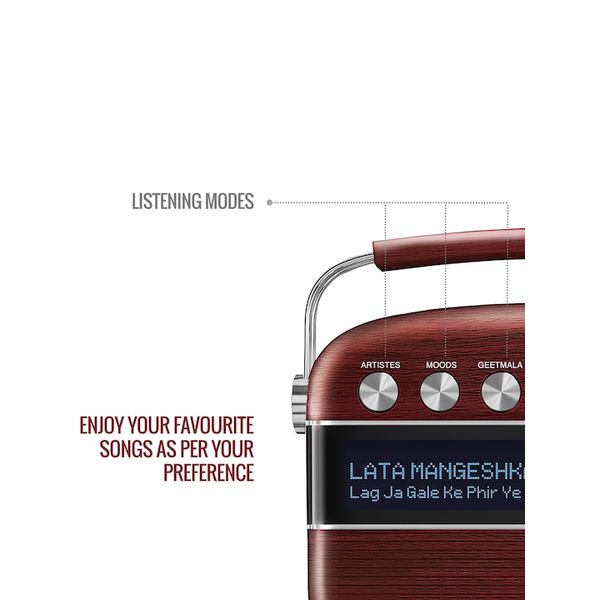 LISTENING MODES
ARTISTES MOODS GEETMALA
ENJOY YOUR FAVOURITE
SONGS AS PER YOUR
PREFERENCE
LATA MANGESHK
Lag Ja Gale Ke Phir Ye